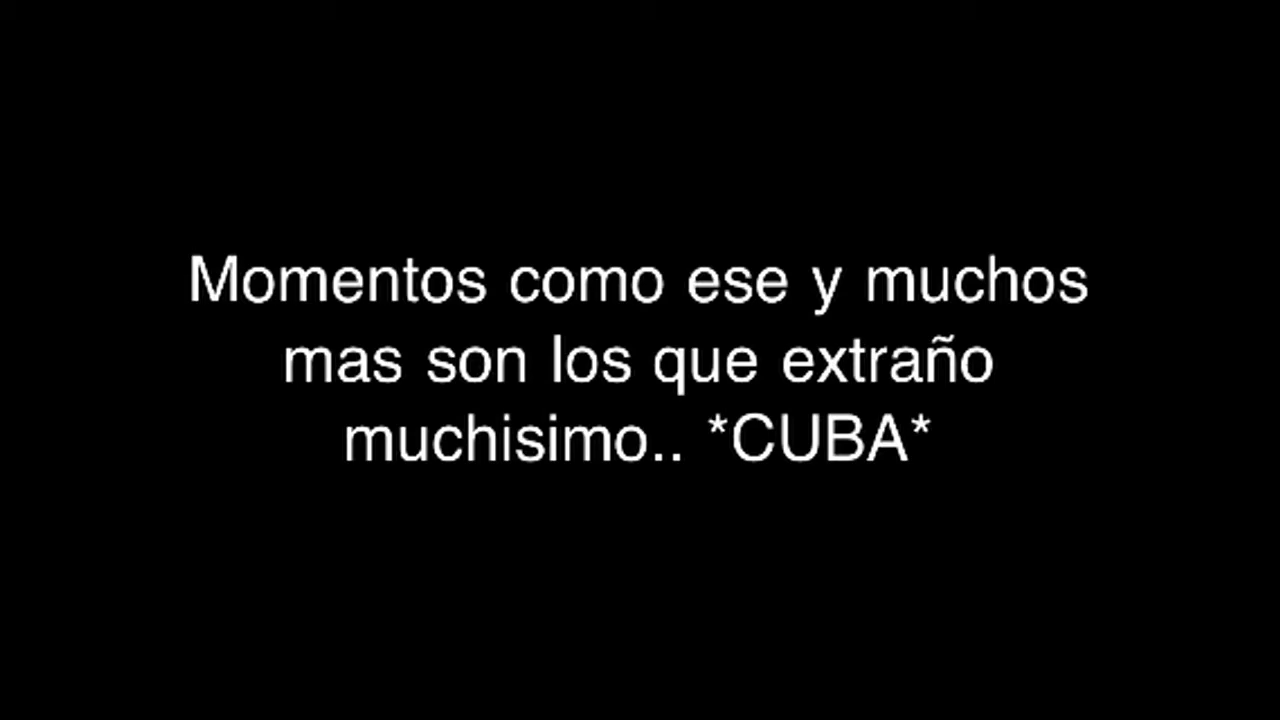 Momentos como ese y muchos
mas son los que extraño
muchisimo.. *CUBA*